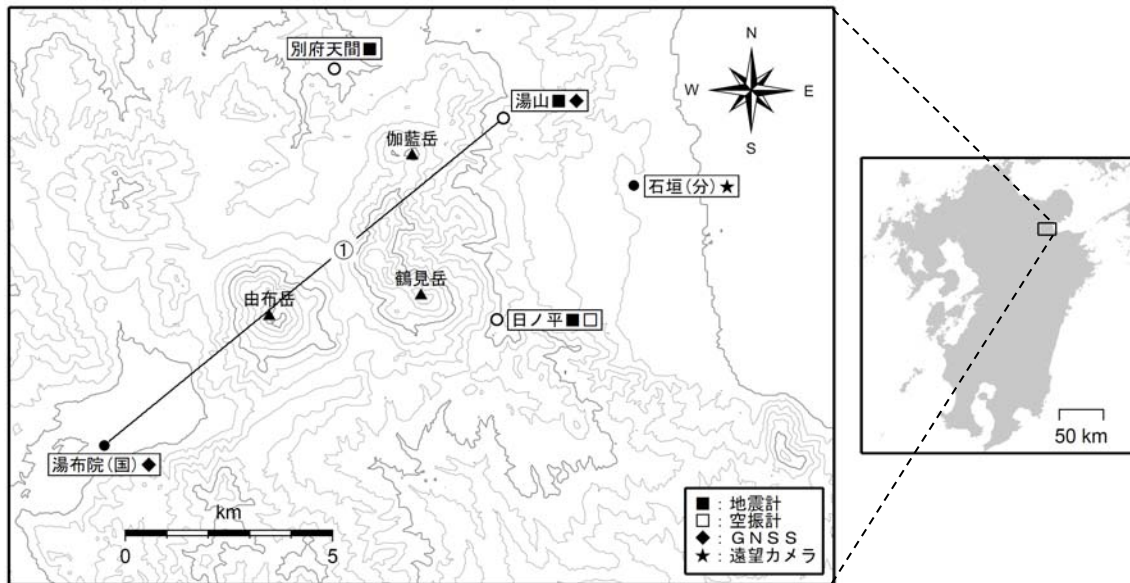 別府天間■
湯山■◆
伽藍岳
N
W
E
S
石垣(分)★
①
鶴見岳
由布岳
日ノ平■□
湯布院(国)◆
km
0
5
■：地震計
□：空振計
◆：GNSS
★：遠望カメラ
50 km